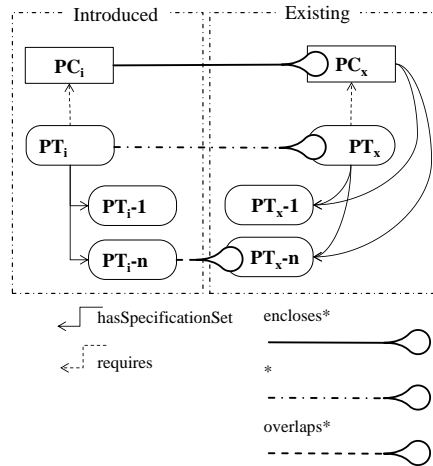 Introduced
Existing
PCi
PCx
PTi
PTx
PTi-1
PTx-1
PTi-n
PTx-n
hasSpecificationSet
requires
encloses*
*
overlaps*